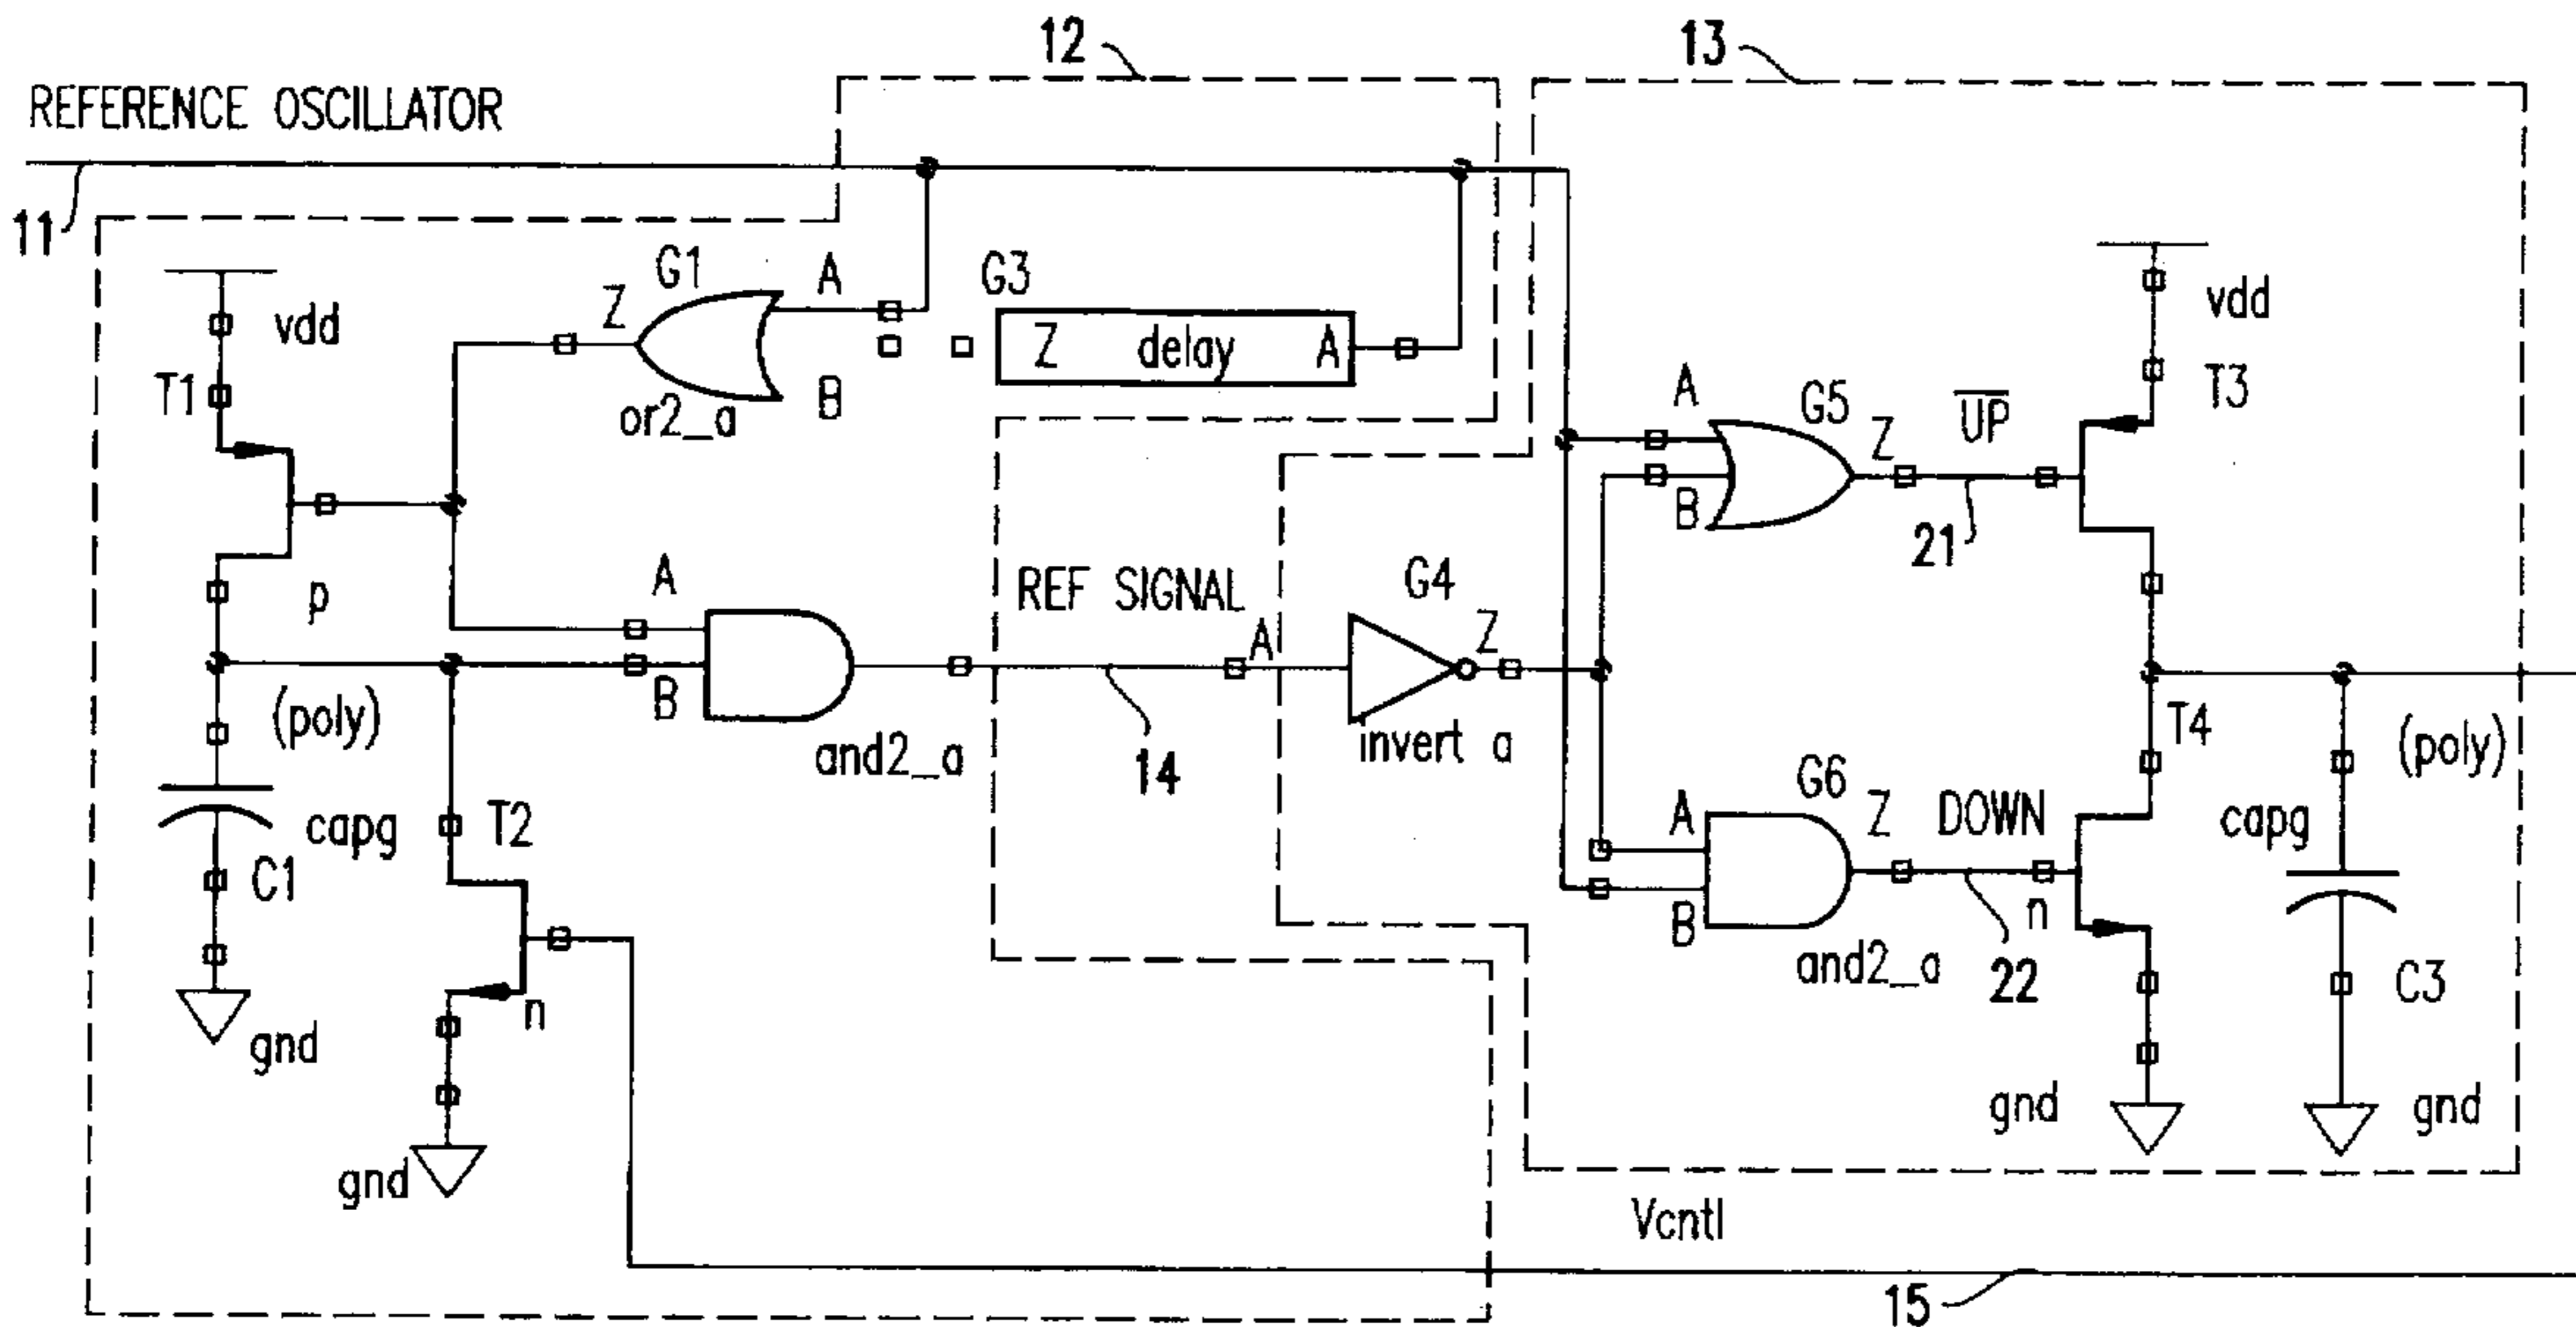 12
13
REFERENCE OSCILLATOR
11
G1
A
G3
Z
vdd
Z
delay
A
vdd
T1
B
or2_a
A
G5
Z
UP
T3
B
21
p
A
REF SIGNAL
G4
A
Z
(poly)
B
and2_a
14
invert a
T4
(poly)
G6
capg
T2
A
Z
DOWN
capg
C1
B
n
and2_a
22
C3
n
gnd
gnd
gnd
gnd
Vcntl
15